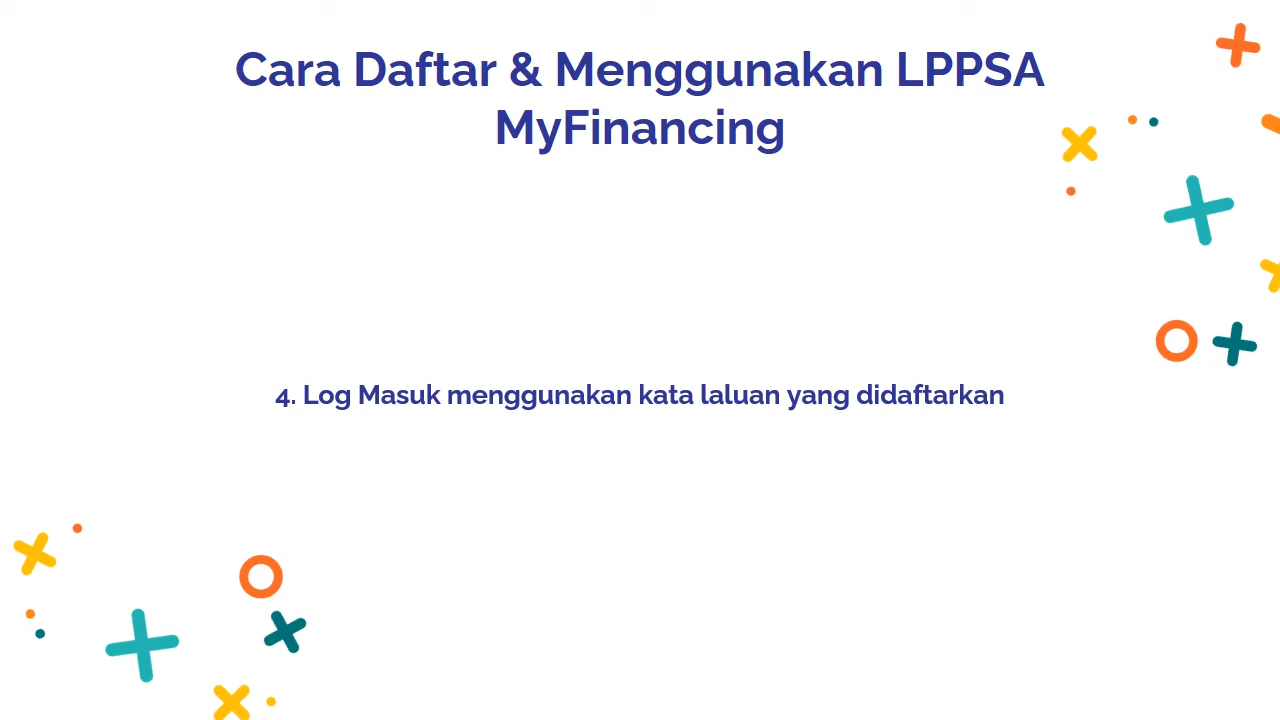 Cara Daftar & Menggunakan LPPSA
MyFinancing
4. Log Masuk menggunakan kata laluan yang didaftarkan